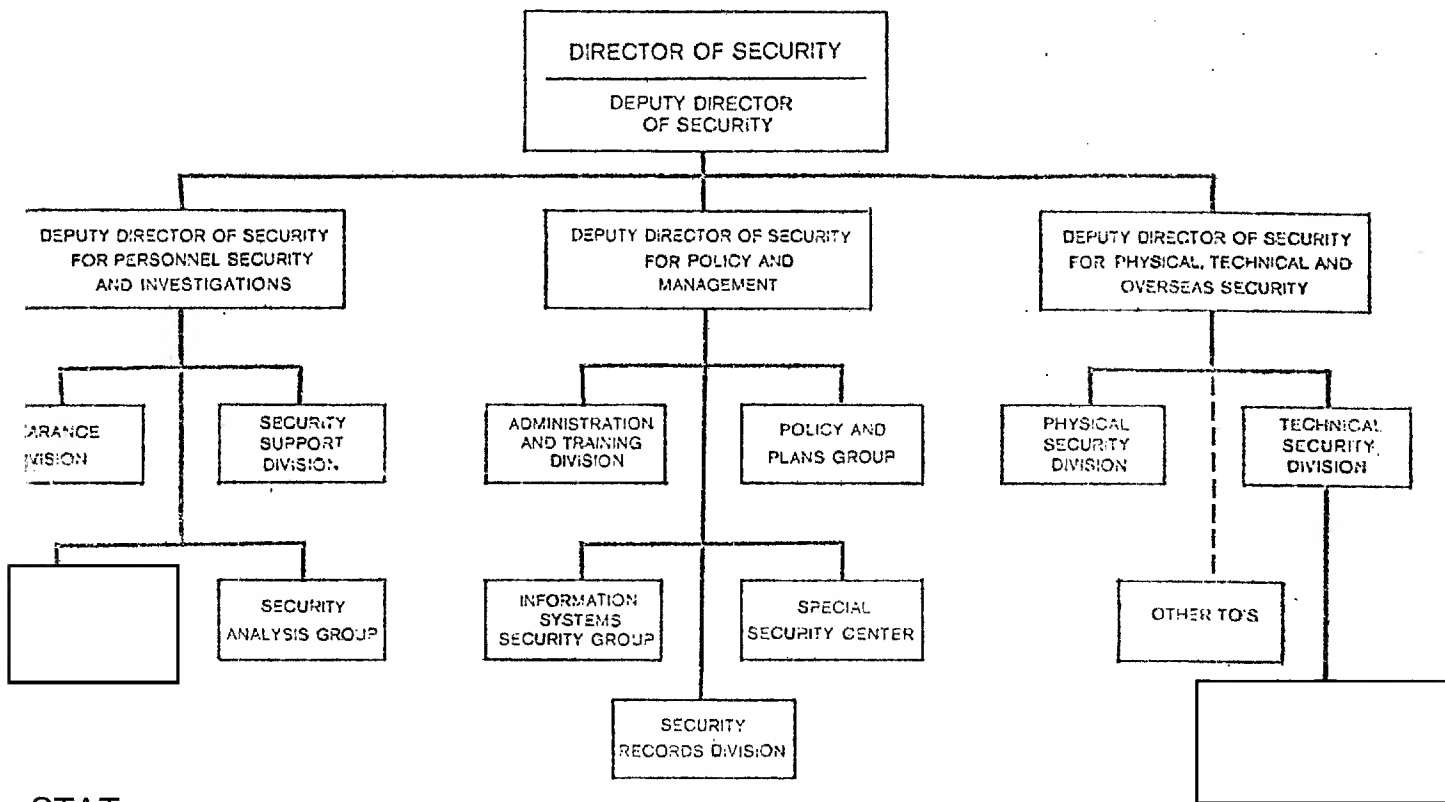 DIRECTOR OF SECURITY
DEPUTY DIRECTOR
OF SECURITY
DEPUTY DIRECTOR OF SECURITY
FOR PERSONNEL SECURITY
AND INVESTIGATIONS
DEPUTY DIRECTOR OF SECURITY
FOR POLICY AND
MANAGEMENT
DEPUTY DIRECTOR OF SECURITY
FOR PHYSICAL, TECHNICAL AND
OVERSEAS SECURITY
ARANCE
VISION
SECURITY
SUPPORT
DIVISION
ADMINISTRATION
AND TRAINING
DIVISION
POLICY AND
PLANS GROUP
PHYSICAL
SECURITY
DIVISION
TECHNICAL
SECURITY
DIVISION
SECURITY
ANALYSIS GROUP
INFORMATION
SYSTEMS
SECURITY GROUP
SPECIAL
SECURITY CENTER
OTHER TO'S
SECURITY
RECORDS DIVISION